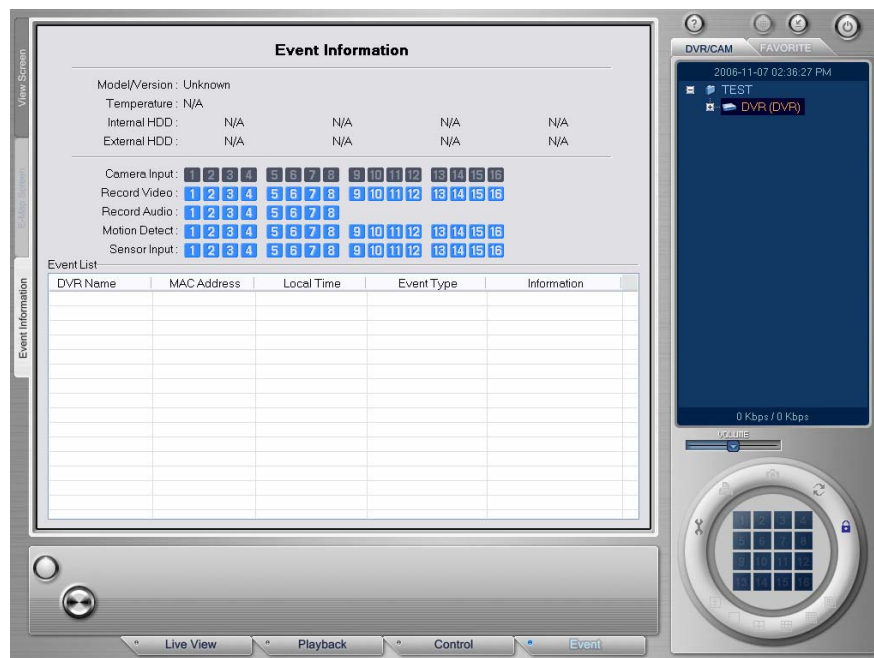 View Screen
E-Map Screen
Event Information
Event Information
Model/Version : Unknown
Temperature : N/A
Internal HDD : N/A N/A N/A N/A
External HDD : N/A N/A N/A N/A
Camera Input : 1 2 3 4 5 6 7 8 9 10 11 12 13 14 15 16
Record Video : 1 2 3 4 5 6 7 8 9 10 11 12 13 14 15 16
Record Audio : 1 2 3 4 5 6 7 8
Motion Detect : 1 2 3 4 5 6 7 8 9 10 11 12 13 14 15 16
Sensor Input : 1 2 3 4 5 6 7 8 9 10 11 12 13 14 15 16
Event List
DVR Name MAC Address Local Time Event Type Information
Live View Playback Control Event
?
DVR/CAM FAVORITE
2006-11-07 02:36:27 PM
TEST
DVR (DVR)
0 Kbps / 0 Kbps
VOLUME
1 2 3 4
5 6 7 8
9 10 11 12
13 14 15 16